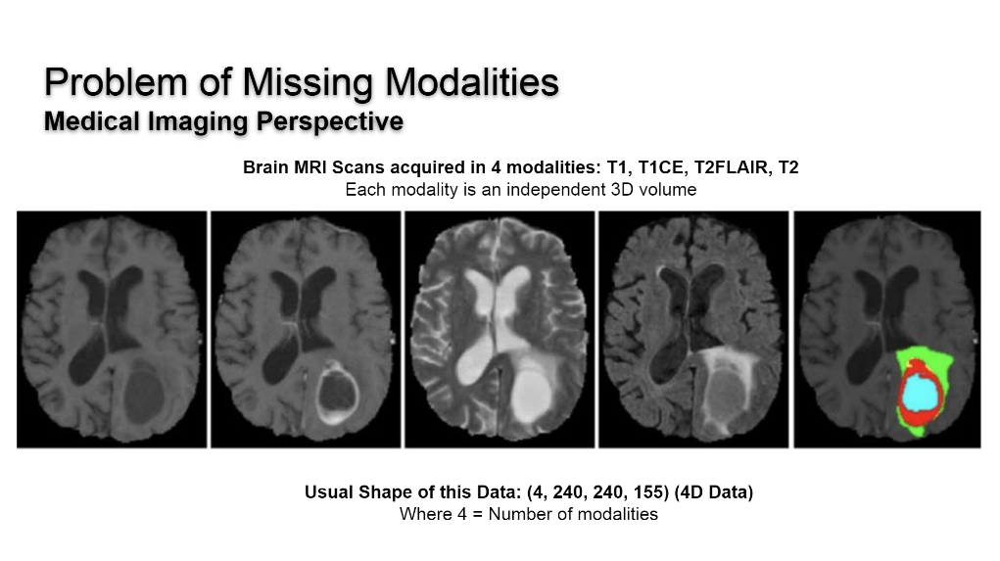 Problem of Missing Modalities
Medical Imaging Perspective
Brain MRI Scans acquired in 4 modalities: T1, T1CE, T2FLAIR, T2
Each modality is an independent 3D volume
Usual Shape of this Data: (4, 240, 240, 155) (4D Data)
Where 4 = Number of modalities